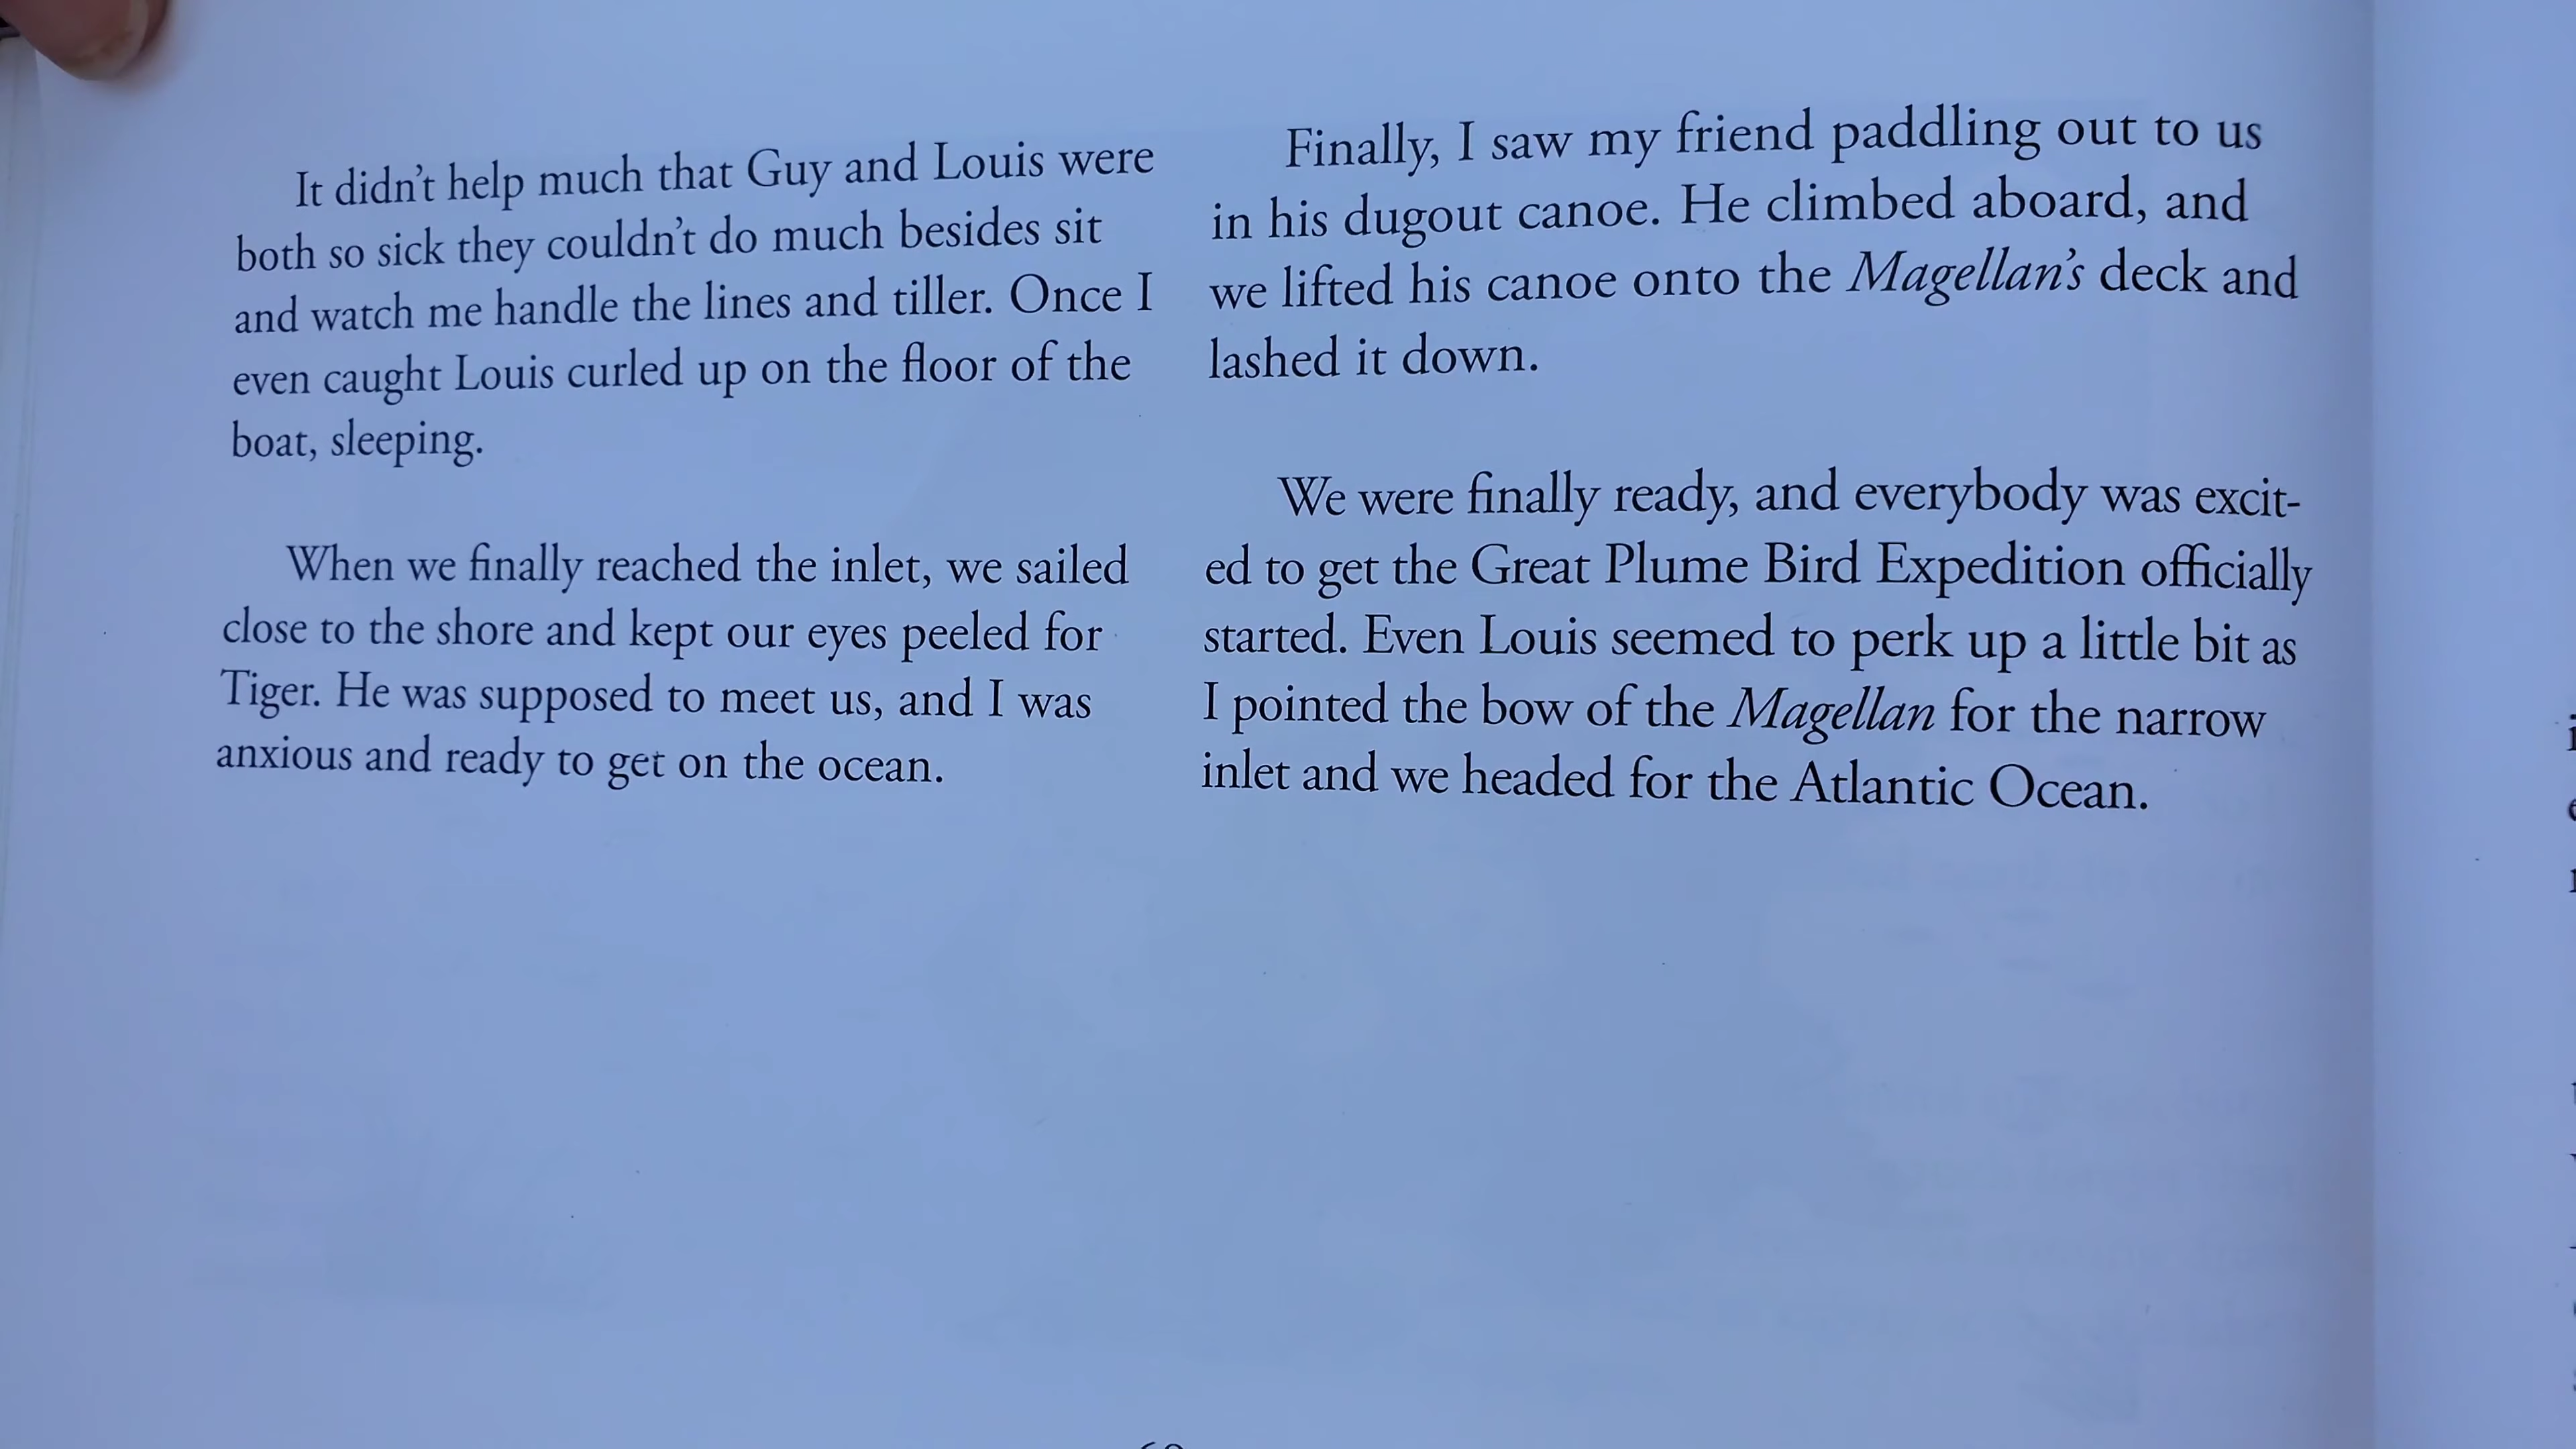 It didn’t help much that Guy and Louis were
both so sick they couldn’t do much besides sit
and watch me handle the lines and tiller. Once I
even caught Louis curled up on the floor of the
boat, sleeping.
When we finally reached the inlet, we sailed
close to the shore and kept our eyes peeled for
Tiger. He was supposed to meet us, and I was
anxious and ready to get on the ocean.
Finally, I saw my friend paddling out to us
in his dugout canoe. He climbed aboard, and
we lifted his canoe onto the Magellan’s deck and
lashed it down.
We were finally ready, and everybody was excit-
ed to get the Great Plume Bird Expedition officially
started. Even Louis seemed to perk up a little bit as
I pointed the bow of the Magellan for the narrow
inlet and we headed for the Atlantic Ocean.